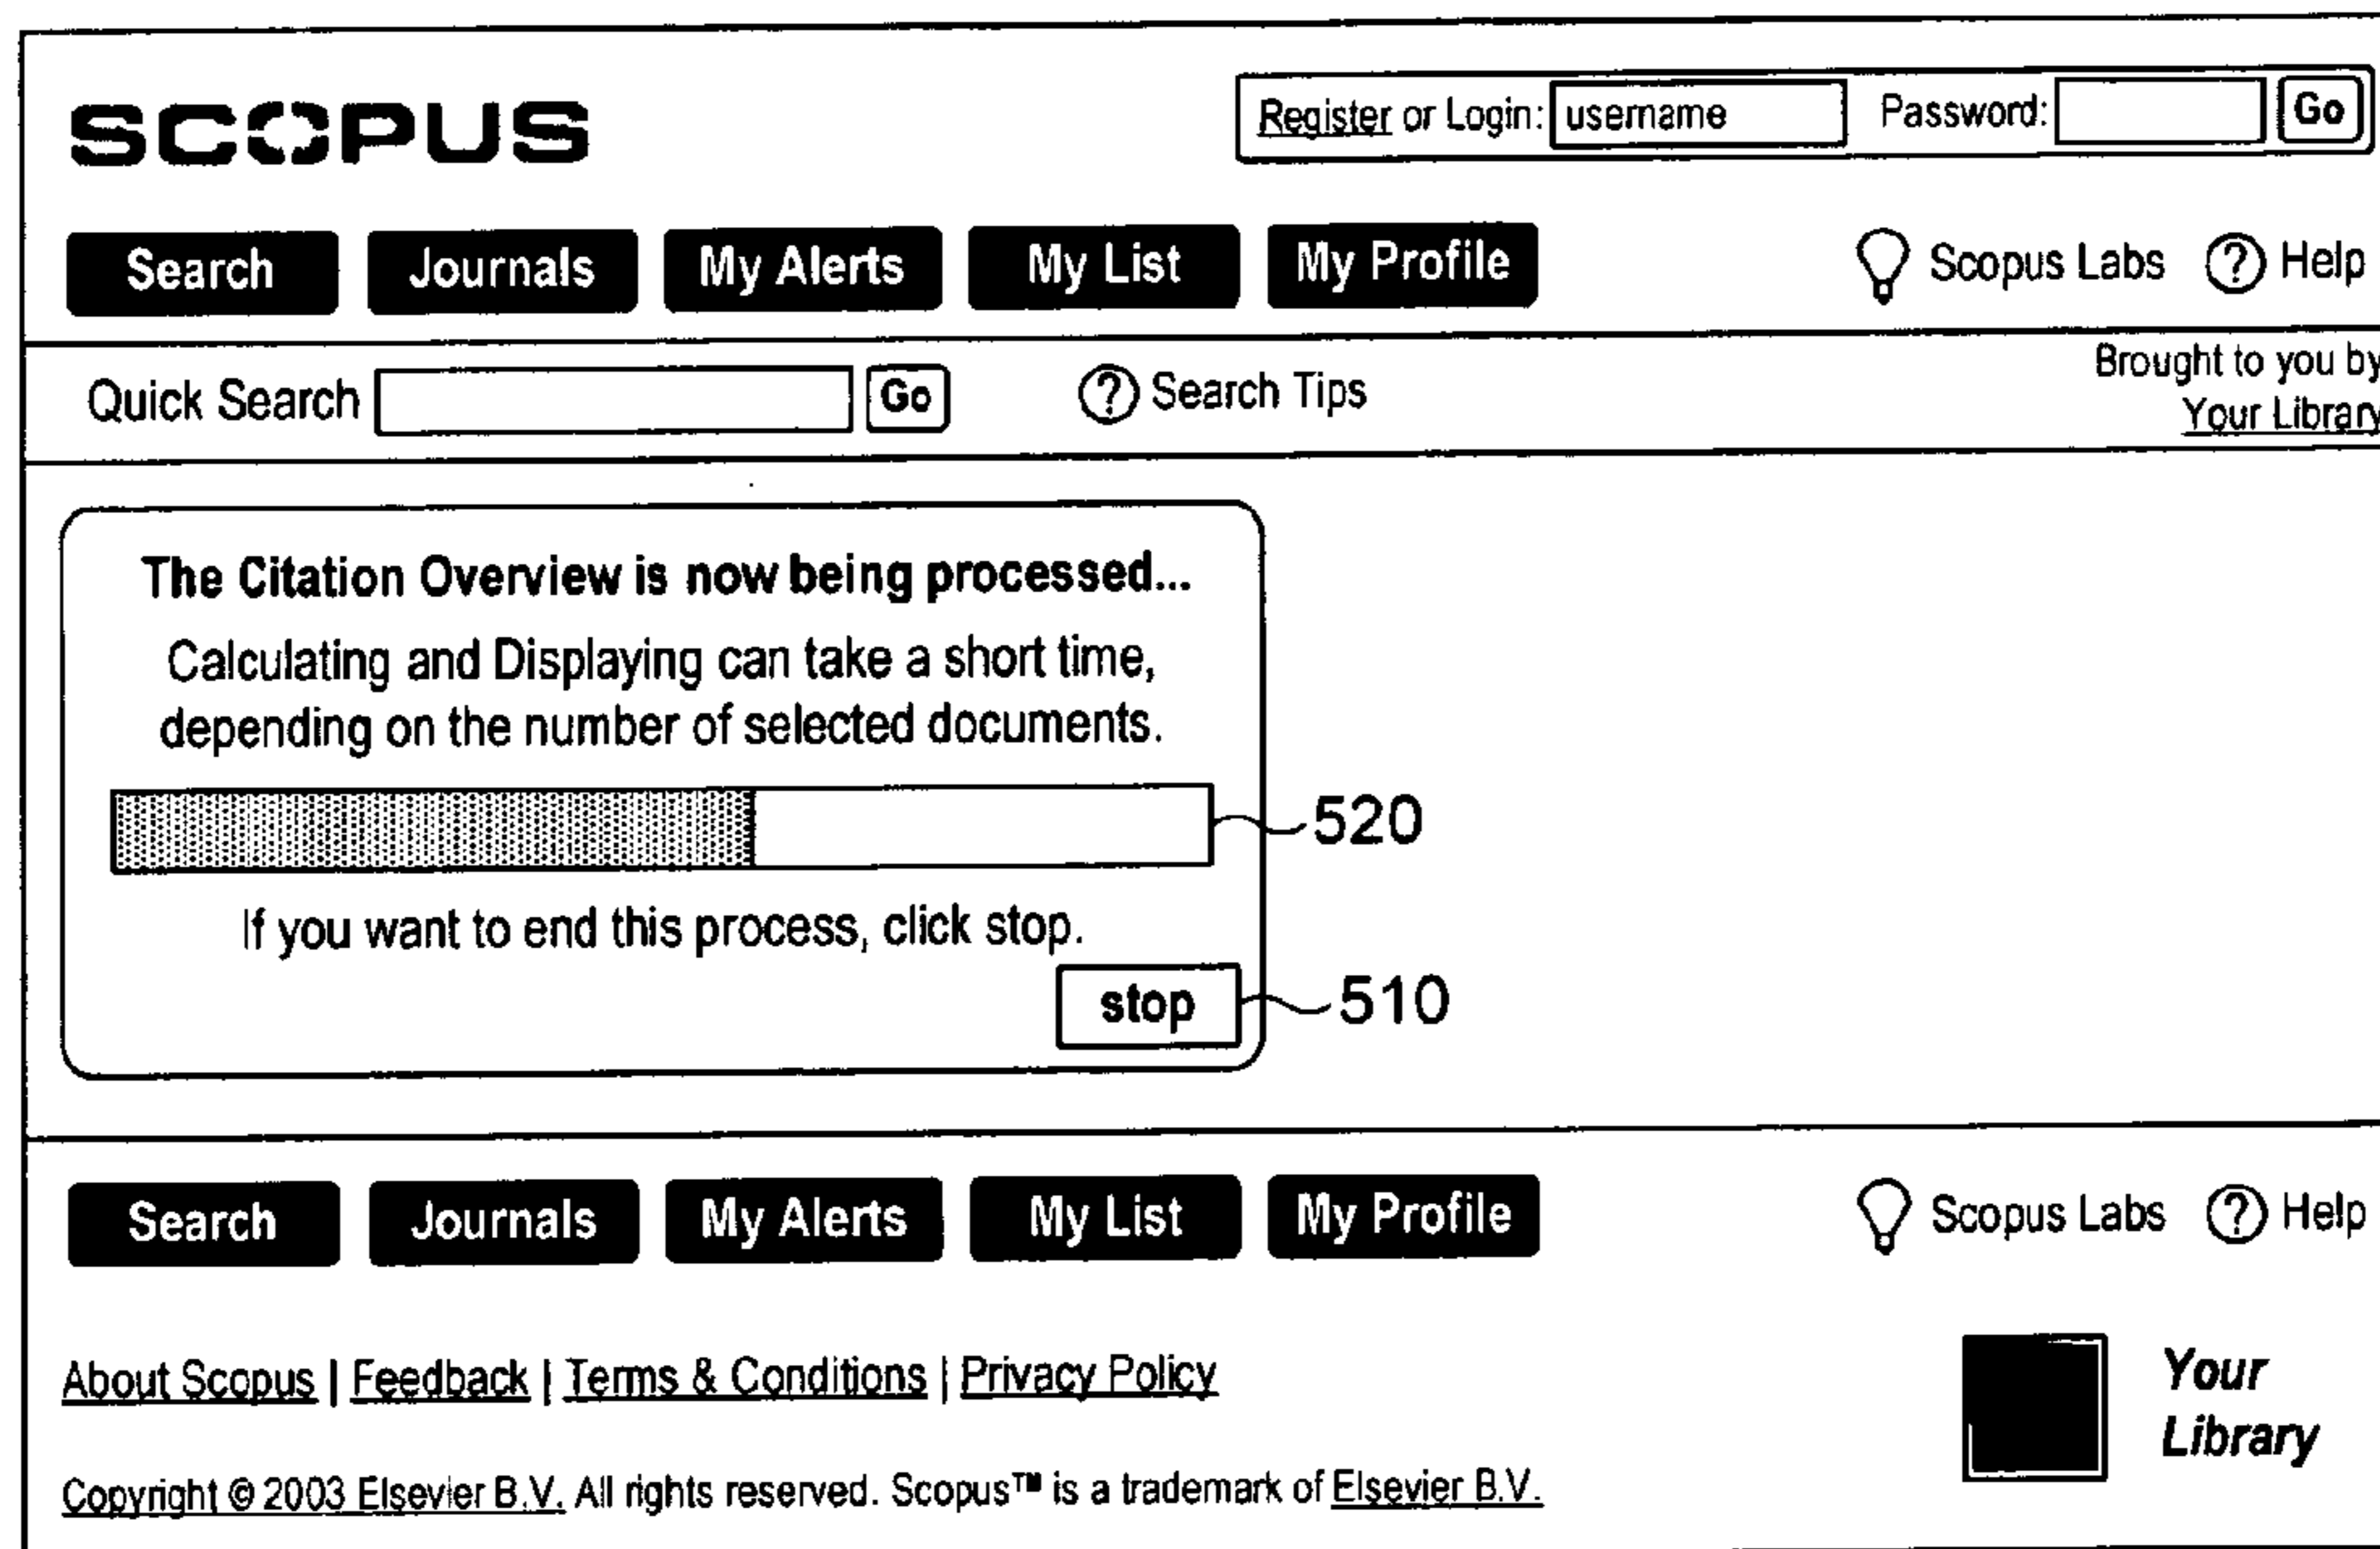 SCOPUS
Register or Login: username Password: Go
Search Journals My Alerts My List My Profile Scopus Labs ? Help
Quick Search Go ? Search Tips
Brought to you by
Your Library
The Citation Overview is now being processed...
Calculating and Displaying can take a short time,
depending on the number of selected documents.
520
If you want to end this process, click stop.
stop 510
Search Journals My Alerts My List My Profile Scopus Labs ? Help
About Scopus | Feedback | Terms & Conditions | Privacy Policy
Your
Library
Copyright © 2003 Elsevier B.V. All rights reserved. Scopus™ is a trademark of Elsevier B.V.